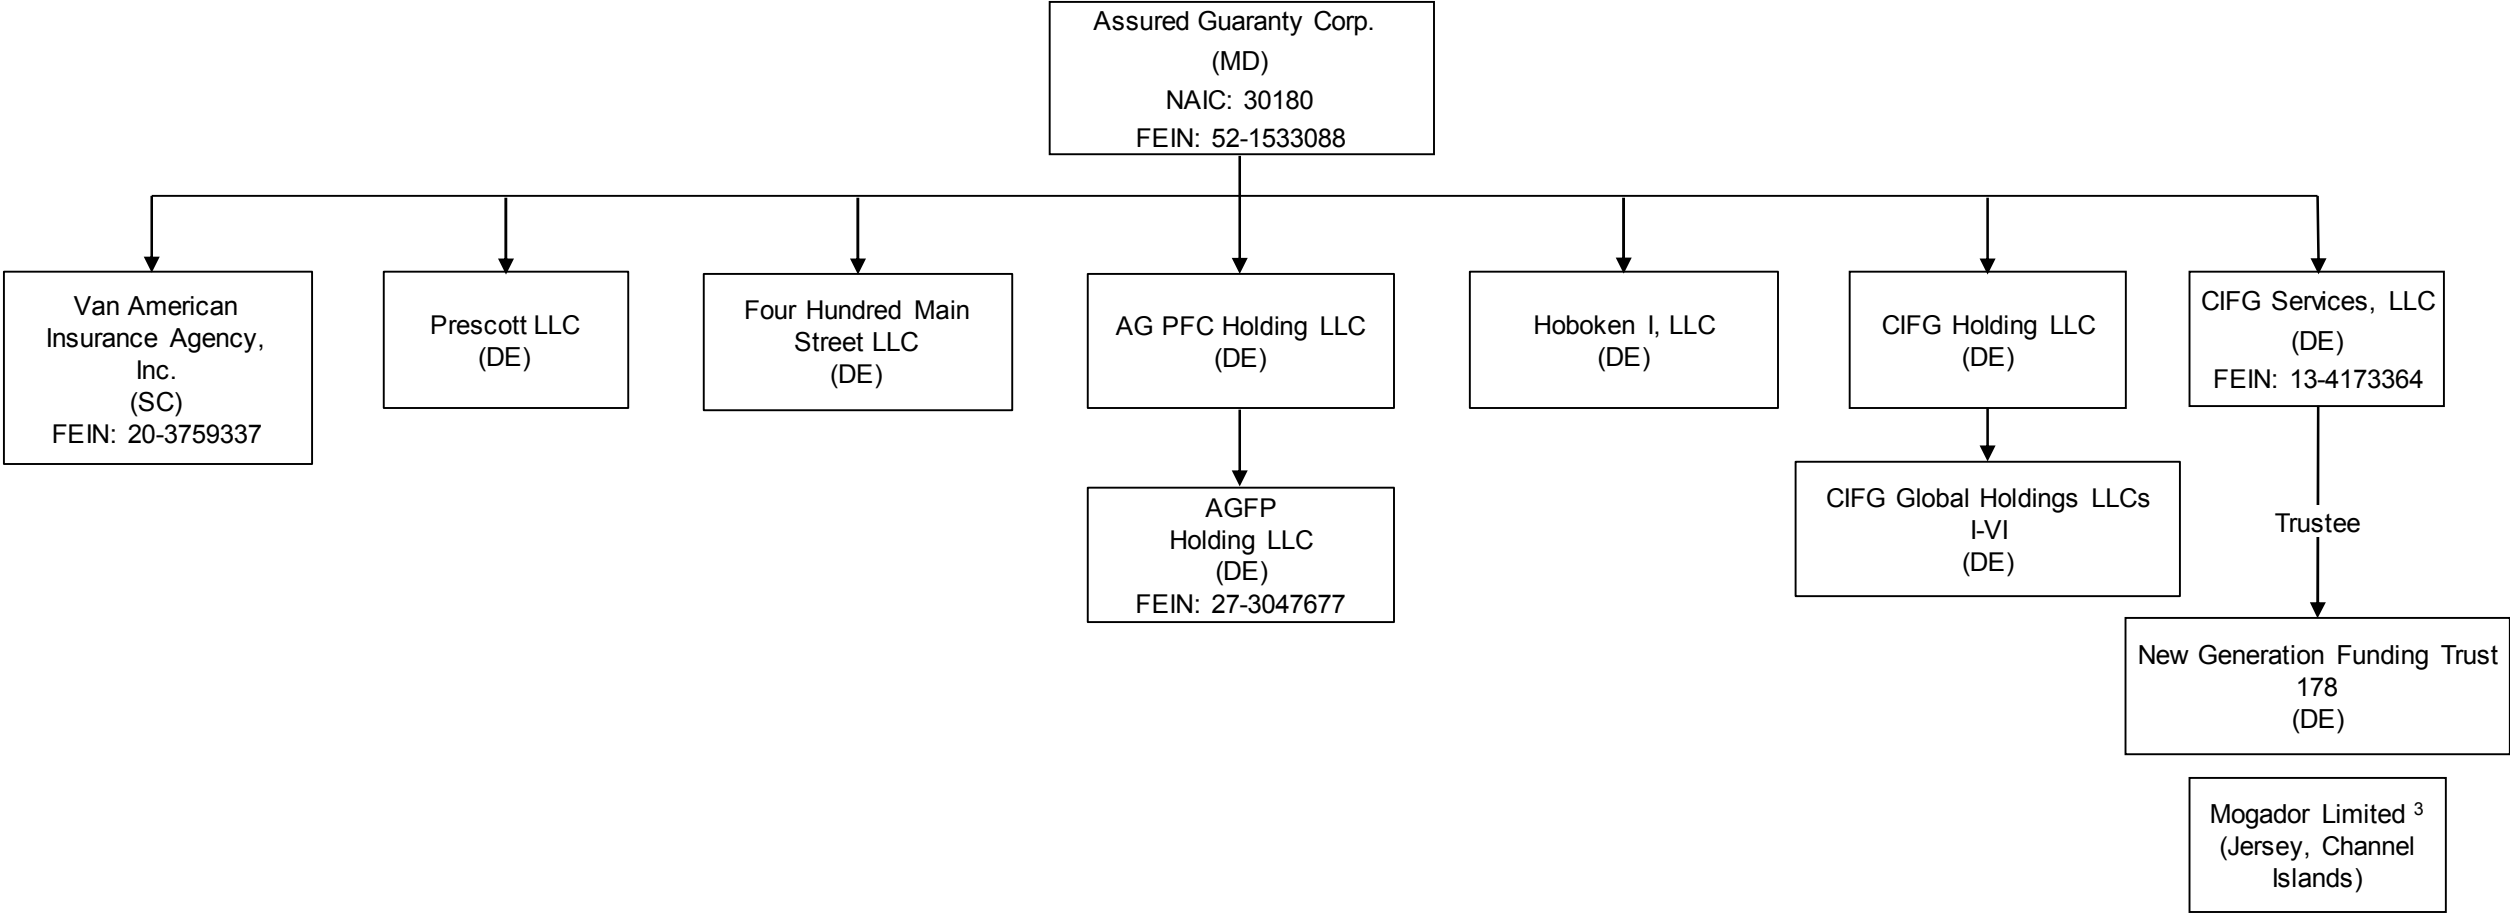 Assured Guaranty Corp.
(MD)
NAIC: 30180
FEIN: 52-1533088
Van American
Insurance Agency,
Inc.
(SC)
FEIN: 20-3759337
Prescott LLC
(DE)
Four Hundred Main
Street LLC
(DE)
AG PFC Holding LLC
(DE)
Hoboken I, LLC
(DE)
CIFG Holding LLC
(DE)
CIFG Services, LLC
(DE)
FEIN: 13-4173364
AGFP
Holding LLC
(DE)
FEIN: 27-3047677
CIFG Global Holdings LLCs
I-VI
(DE)
Trustee
New Generation Funding Trust
178
(DE)
Mogador Limited 3
(Jersey, Channel
Islands)